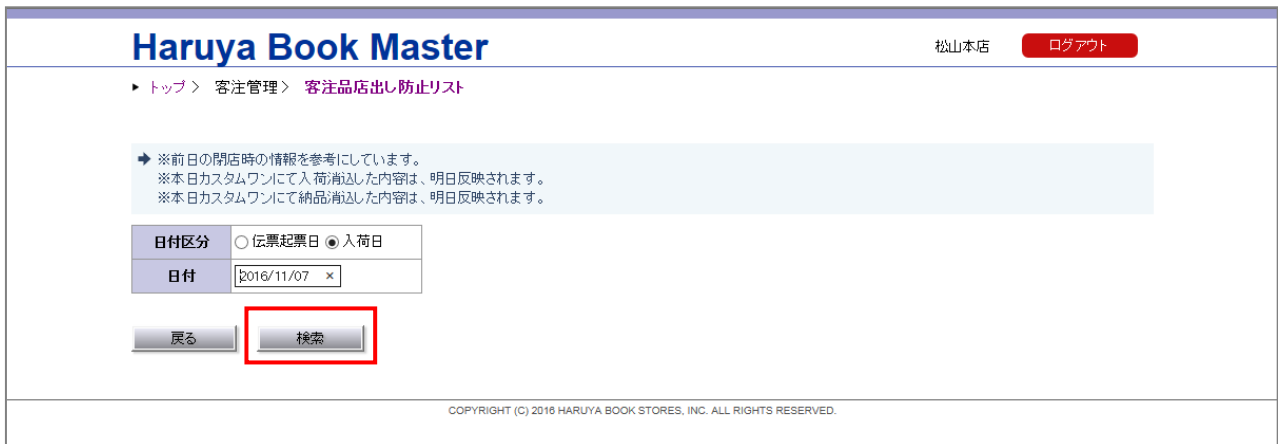 Haruya Book Master
松山本店
ログアウト
トップ > 客注管理 > 客注品店出し防止リスト
※前日の閉店時の情報を参考にしています。
※本日カスタムワンにて入荷消込した内容は、明日反映されます。
※本日カスタムワンにて納品消込した内容は、明日反映されます。
日付区分 伝票起票日 入荷日
日付 2016/11/07 ×
戻る 検索
COPYRIGHT (C) 2016 HARUYA BOOK STORES, INC. ALL RIGHTS RESERVED.